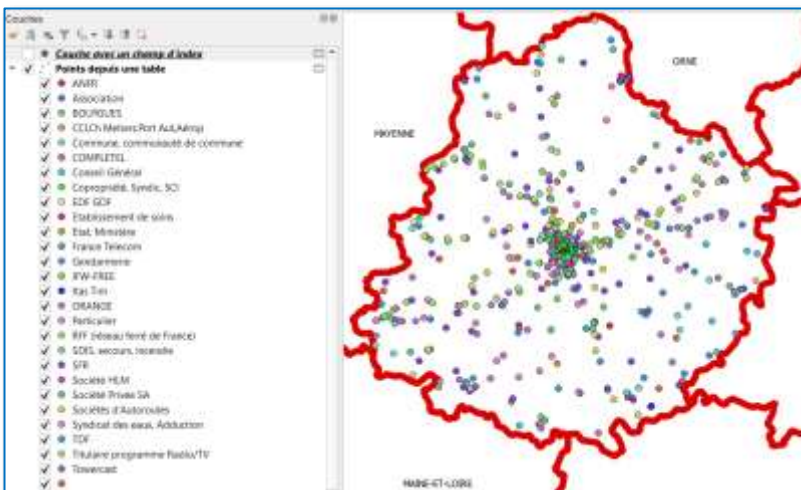 Couches
Couche avec un champ d'index
Points depuis une table
ANFR
Association
BOUYGUES
CCI,Ch Metiers,Port Aut,Aérop
Commune, communauté de commune
COMPLETEL
Conseil Général
Copropriété, Syndic, SCI
EDF GDF
Etablissement de soins
Etat, Ministère
France Telecom
Gendarmerie
IFW-FREE
Itas Tim
ORANGE
Particulier
RFF (réseau ferré de France)
SDIS, secours, incendie
SFR
Société HLM
Société Privée SA
Sociétés d'Autoroutes
Syndicat des eaux, Adduction
TDF
Titulaire programme Radio/TV
Towercast
ORNE
MAYENNE
MAINE-ET-LOIRE